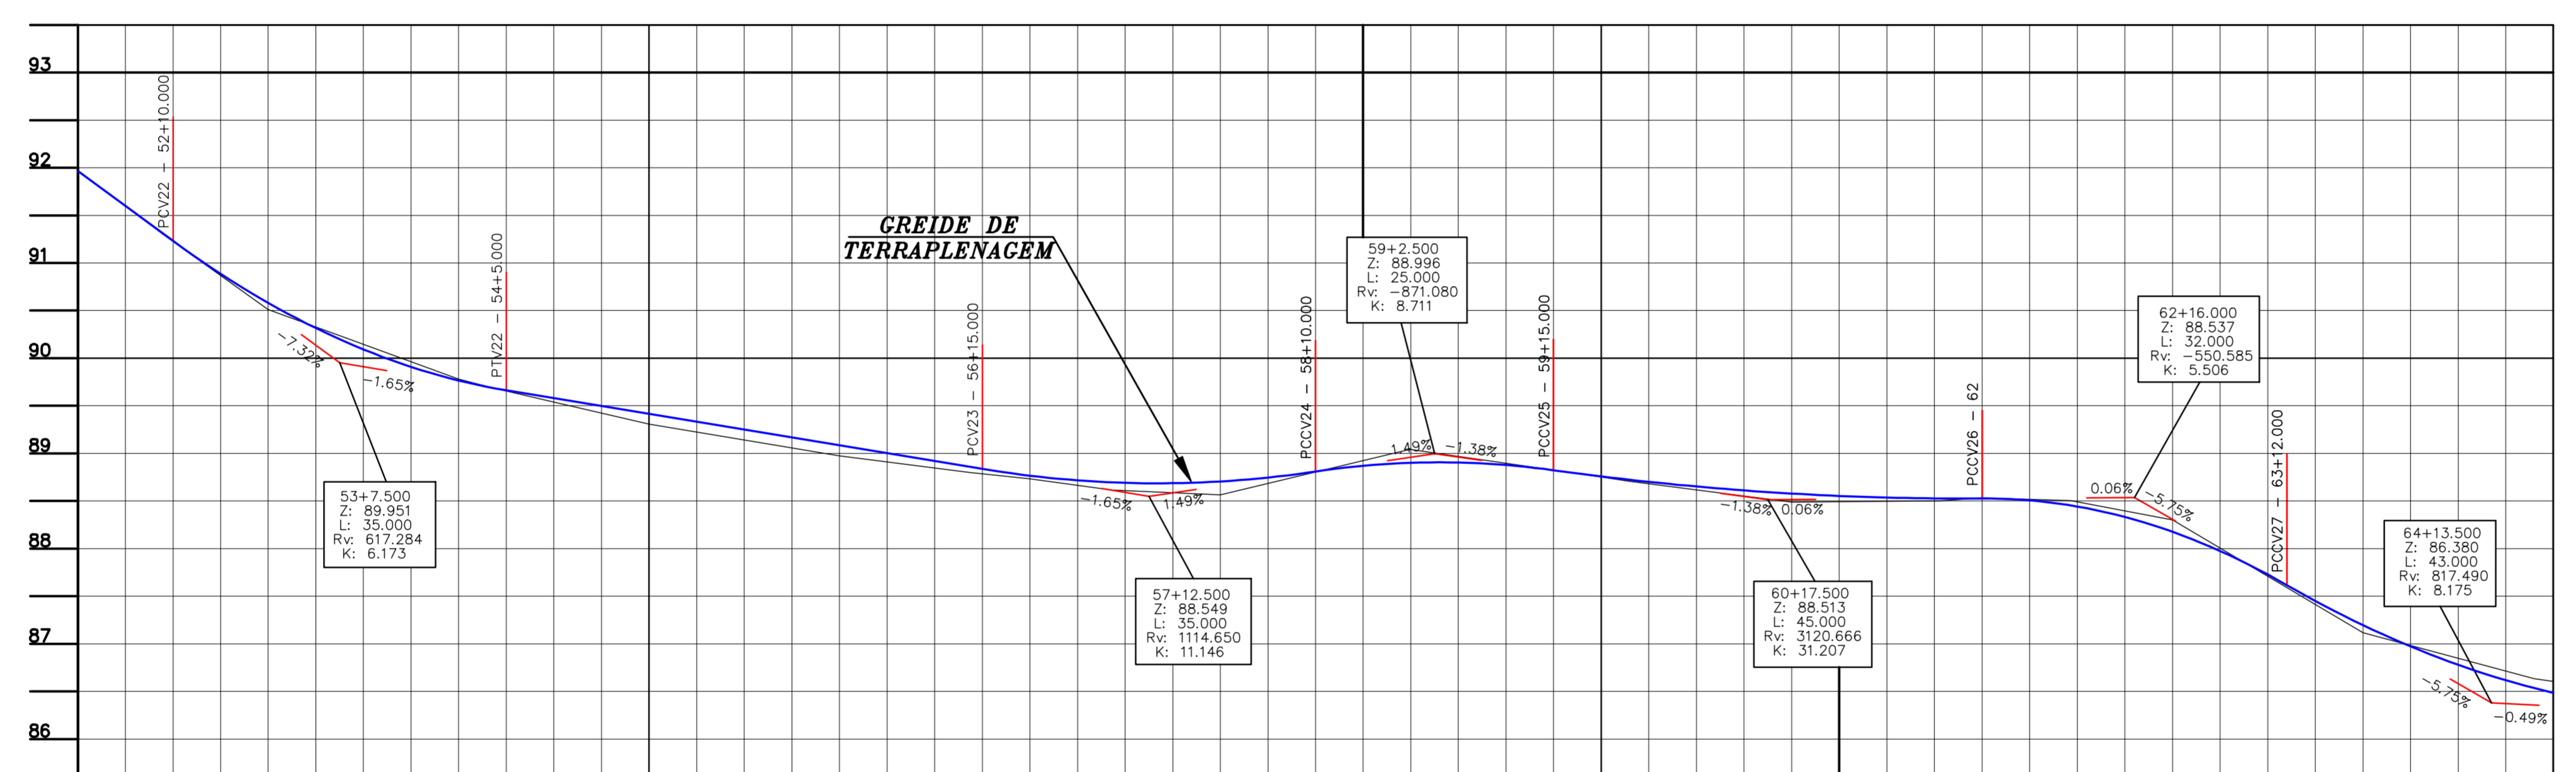 93
92
91
90
89
88
87
86
PCV22 - 52+10.000
-7.32%
-1.65%
53+7.500
Z: 89.951
L: 35.000
Rv: 617.284
K: 6.173
PTV22 - 54+5.000
GREIDE DE
TERRAPLENAGEM
PCV23 - 56+15.000
-1.65%
1.49%
57+12.500
Z: 88.549
L: 35.000
Rv: 1114.650
K: 11.146
PCCV24 - 58+10.000
59+2.500
Z: 88.996
L: 25.000
Rv: -871.080
K: 8.711
1.49%
-1.38%
PCCV25 - 59+15.000
-1.38%
0.06%
60+17.500
Z: 88.513
L: 45.000
Rv: 3120.666
K: 31.207
PCCV26 - 62
62+16.000
Z: 88.537
L: 32.000
Rv: -550.585
K: 5.506
0.06%
-5.75%
PCCV27 - 63+12.000
64+13.500
Z: 86.380
L: 43.000
Rv: 817.490
K: 8.175
-5.75%
-0.49%